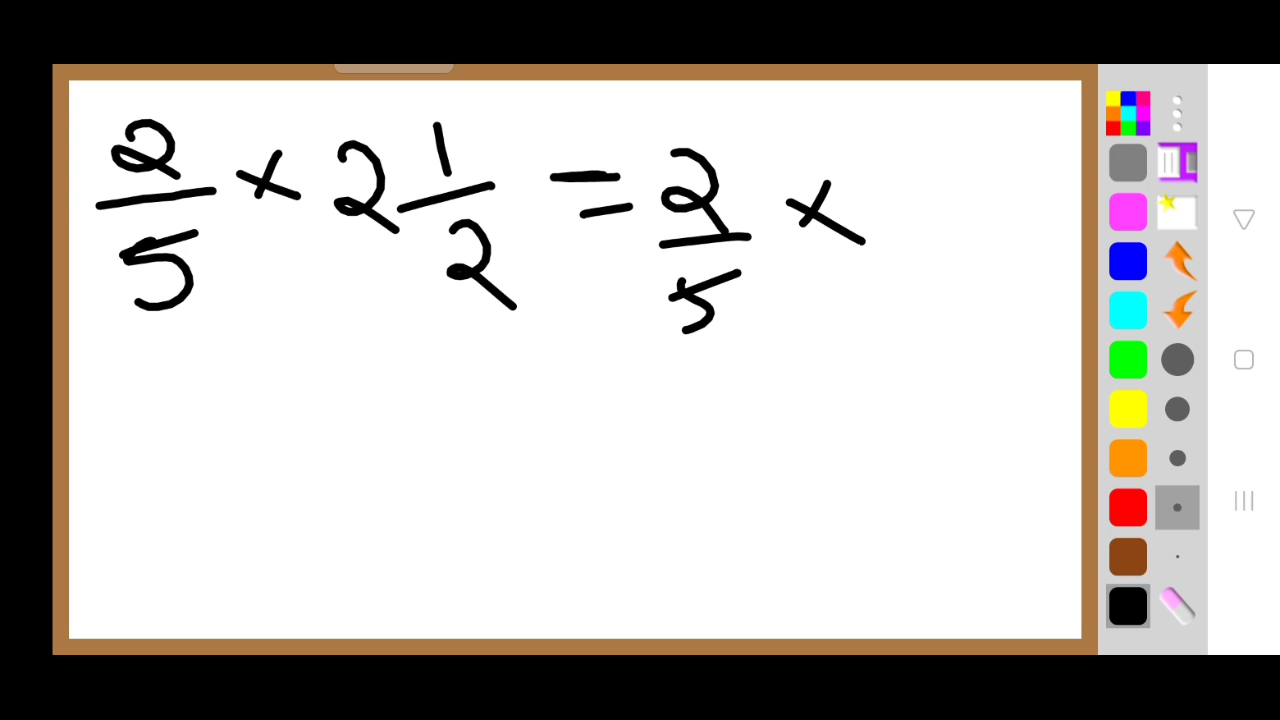 2/5 × 2 1/2 = 2/5 ×